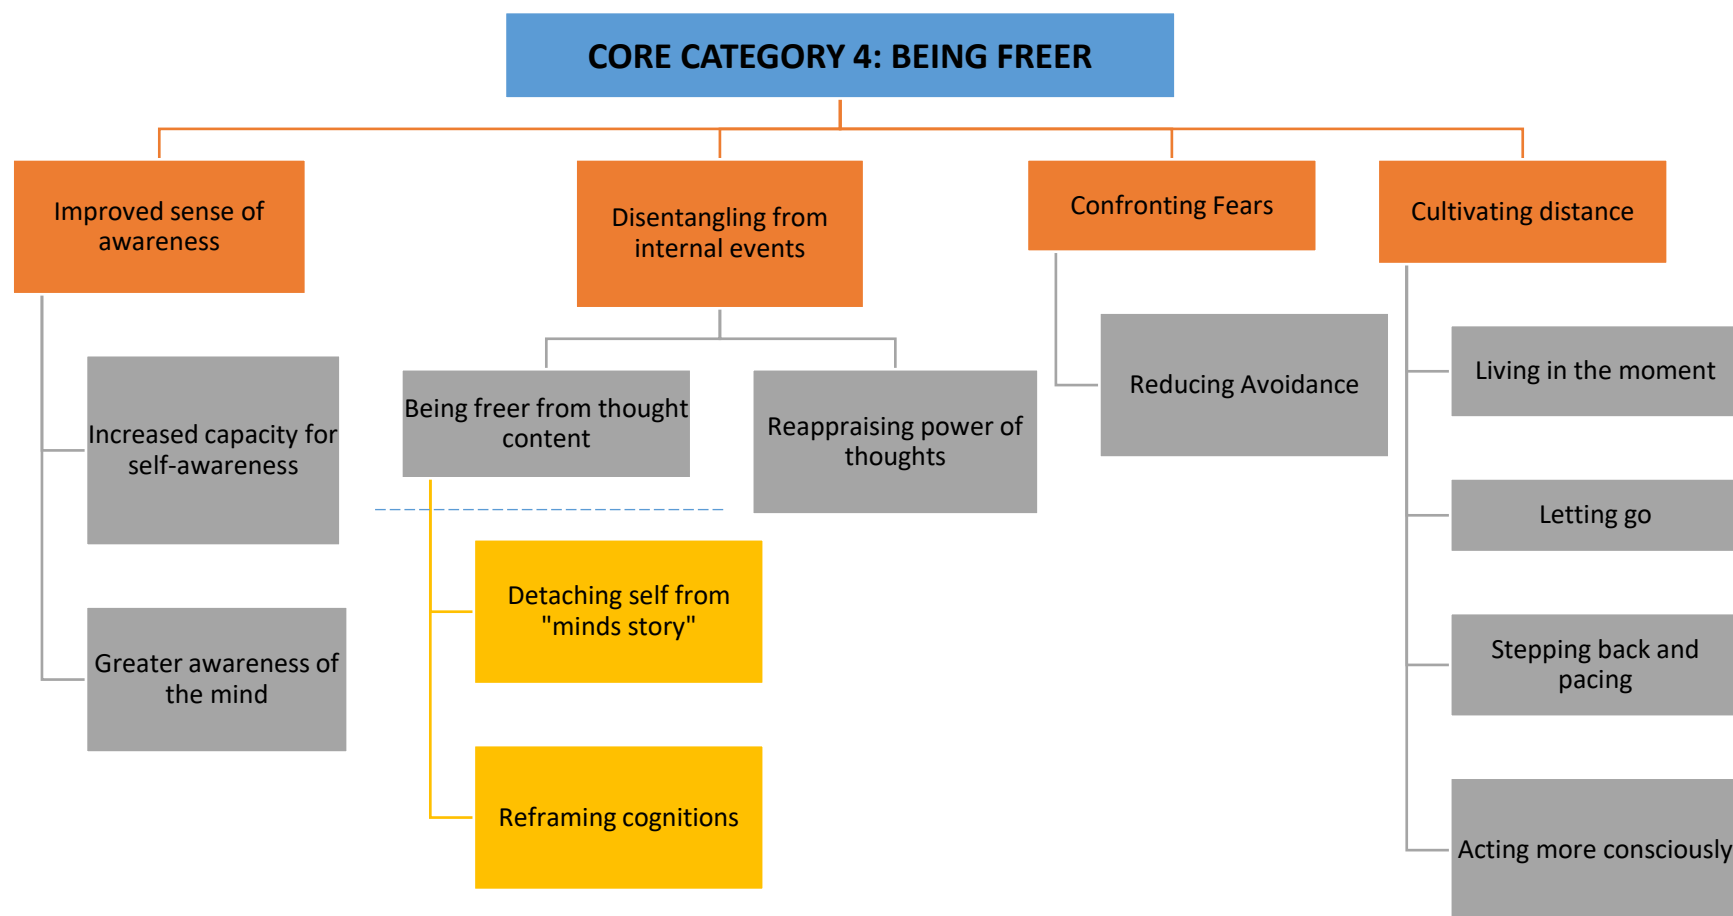 CORE CATEGORY 4: BEING FREER
Improved sense of
awareness
Increased capacity for
self-awareness
Greater awareness of
the mind
Disentangling from
internal events
Being freer from thought
content
Detaching self from
"minds story"
Reframing cognitions
Reappraising power of
thoughts
Confronting Fears
Reducing Avoidance
Cultivating distance
Living in the moment
Letting go
Stepping back and
pacing
Acting more consciously